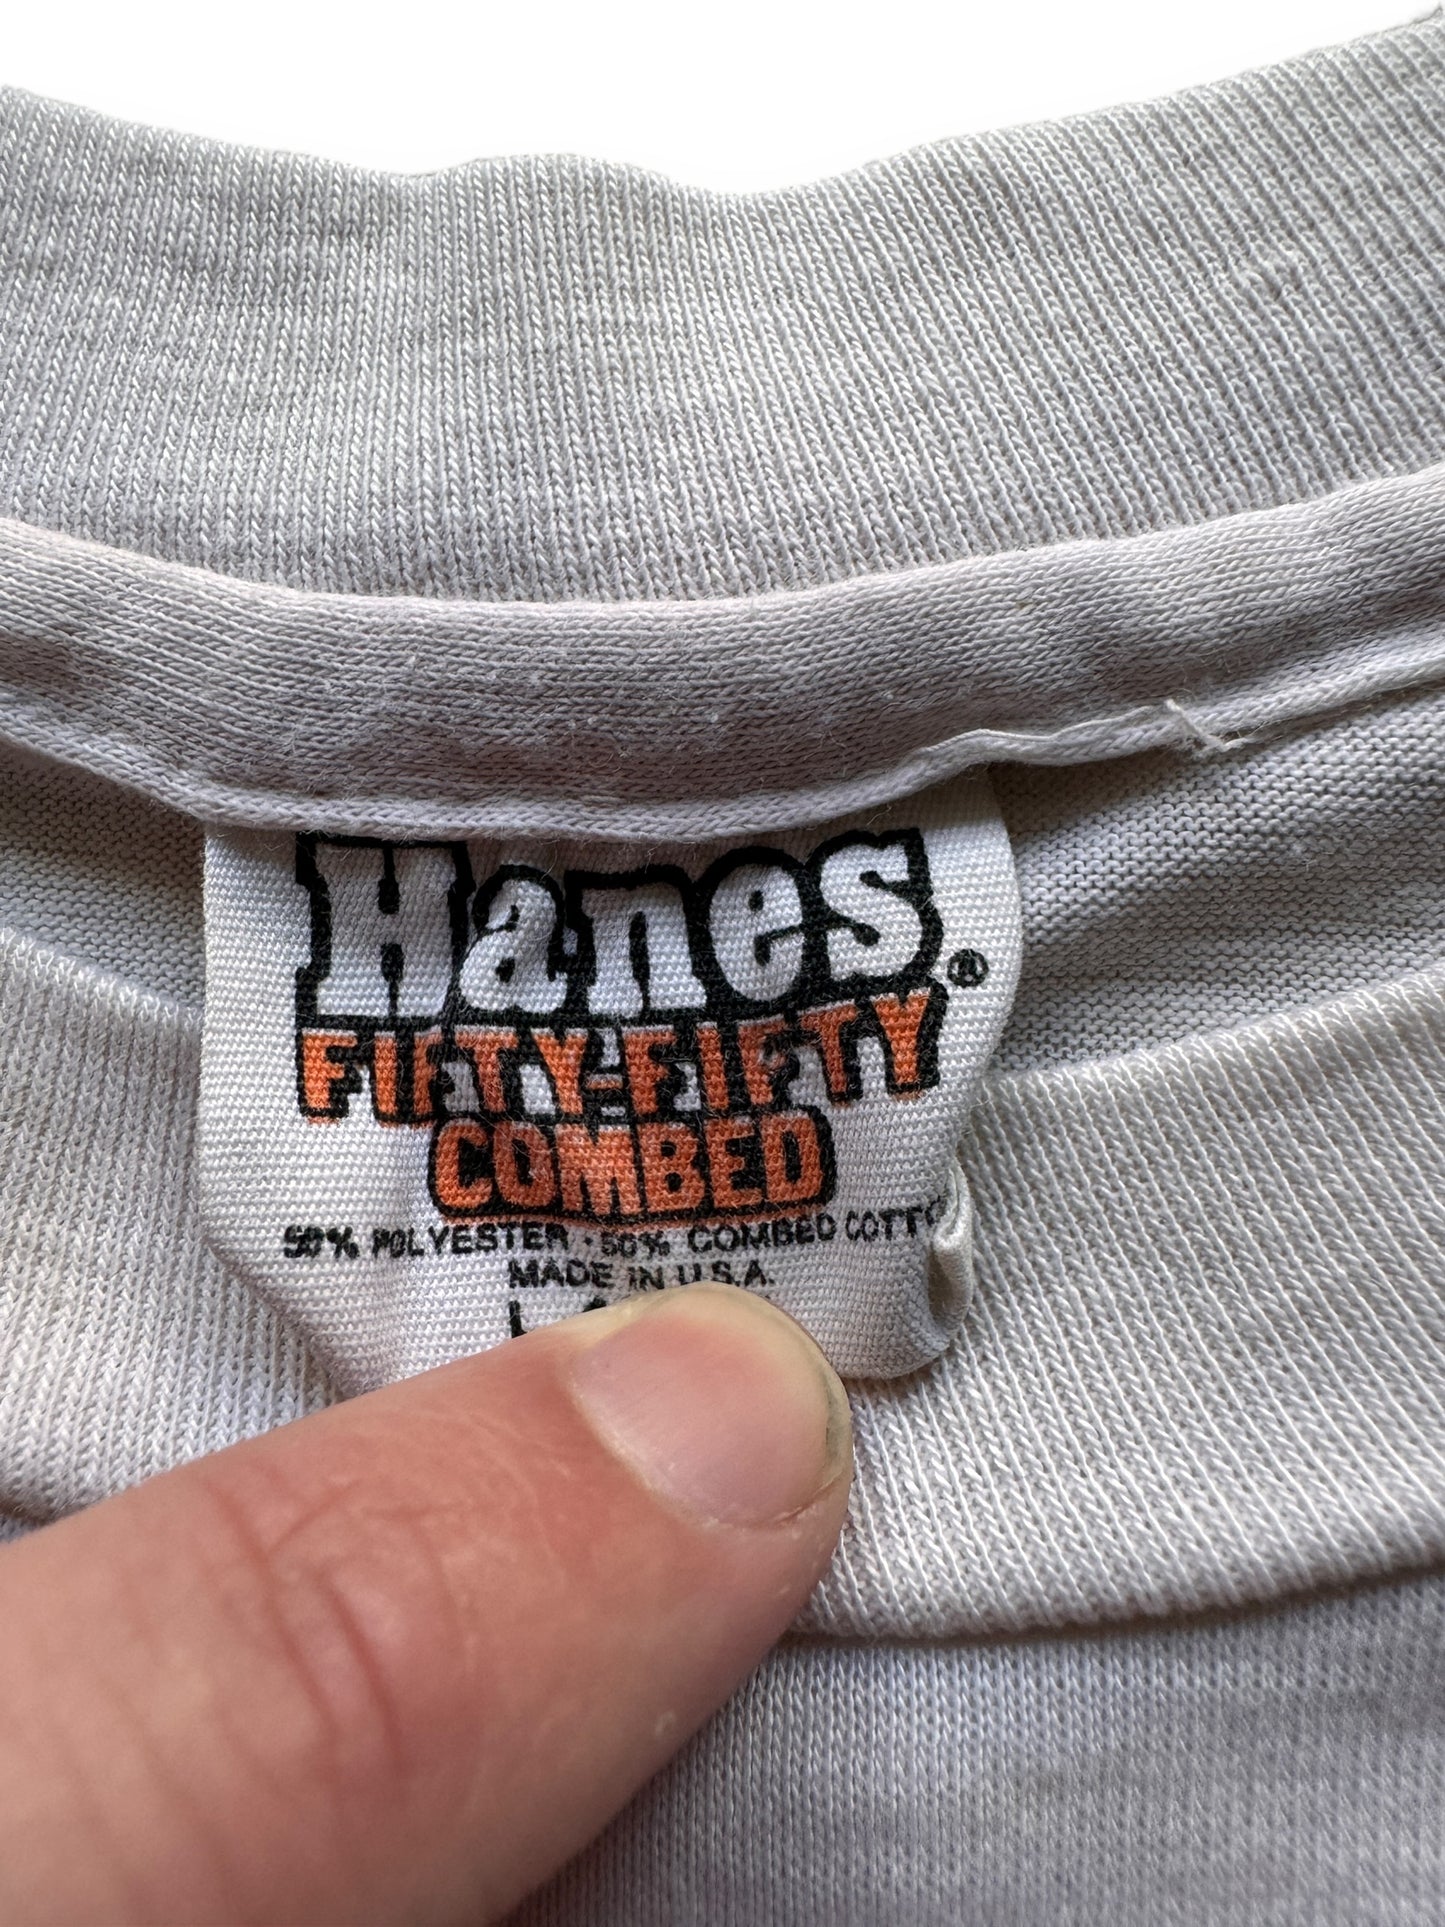 Hanes®
FIFTY-FIFTY
COMBED
50% POLYESTER · 50% COMBED COTTO
MADE IN U.S.A.
L